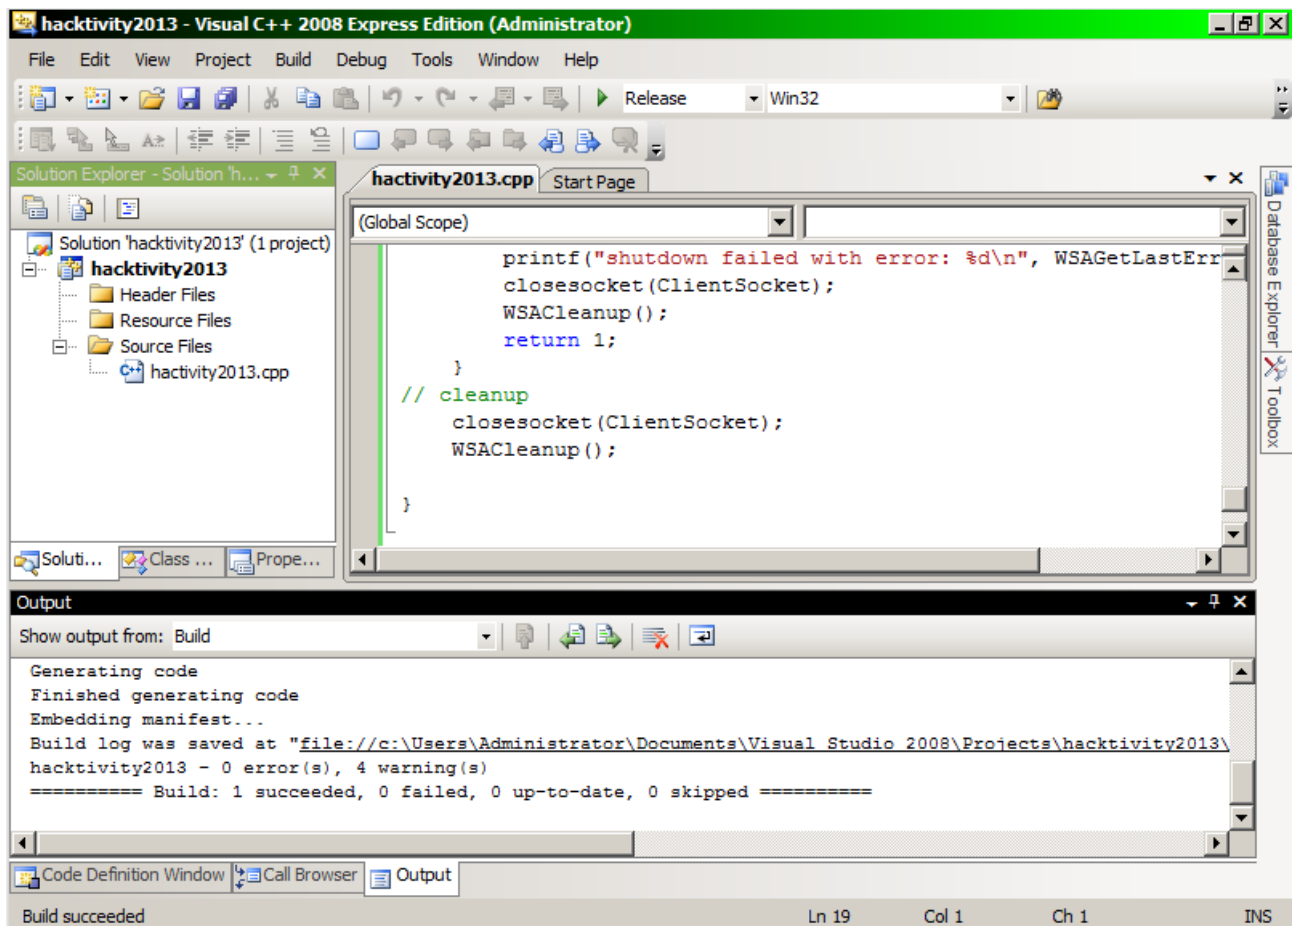 hacktivity2013 - Visual C++ 2008 Express Edition (Administrator)
File Edit View Project Build Debug Tools Window Help
Release Win32
Solution Explorer - Solution 'h...
hactivity2013.cpp Start Page
(Global Scope)
Solution 'hacktivity2013' (1 project)
hacktivity2013
Header Files
Resource Files
Source Files
hactivity2013.cpp
printf("shutdown failed with error: %d\n", WSAGetLastErr
closesocket(ClientSocket);
WSACleanup();
return 1;
}
// cleanup
closesocket(ClientSocket);
WSACleanup();
}
Database Explorer
Toolbox
Soluti... Class ... Prope...
Output
Show output from: Build
Generating code
Finished generating code
Embedding manifest...
Build log was saved at "file://c:\Users\Administrator\Documents\Visual Studio 2008\Projects\hacktivity2013\
hacktivity2013 - 0 error(s), 4 warning(s)
========== Build: 1 succeeded, 0 failed, 0 up-to-date, 0 skipped ==========
Code Definition Window Call Browser Output
Build succeeded Ln 19 Col 1 Ch 1 INS